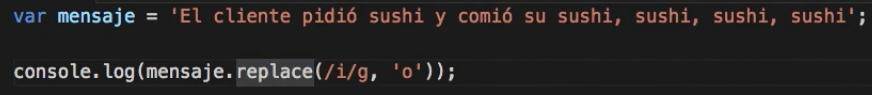 var mensaje = 'El cliente pidió sushi y comió su sushi, sushi, sushi, sushi';
console.log(mensaje.replace(/i/g, 'o'));